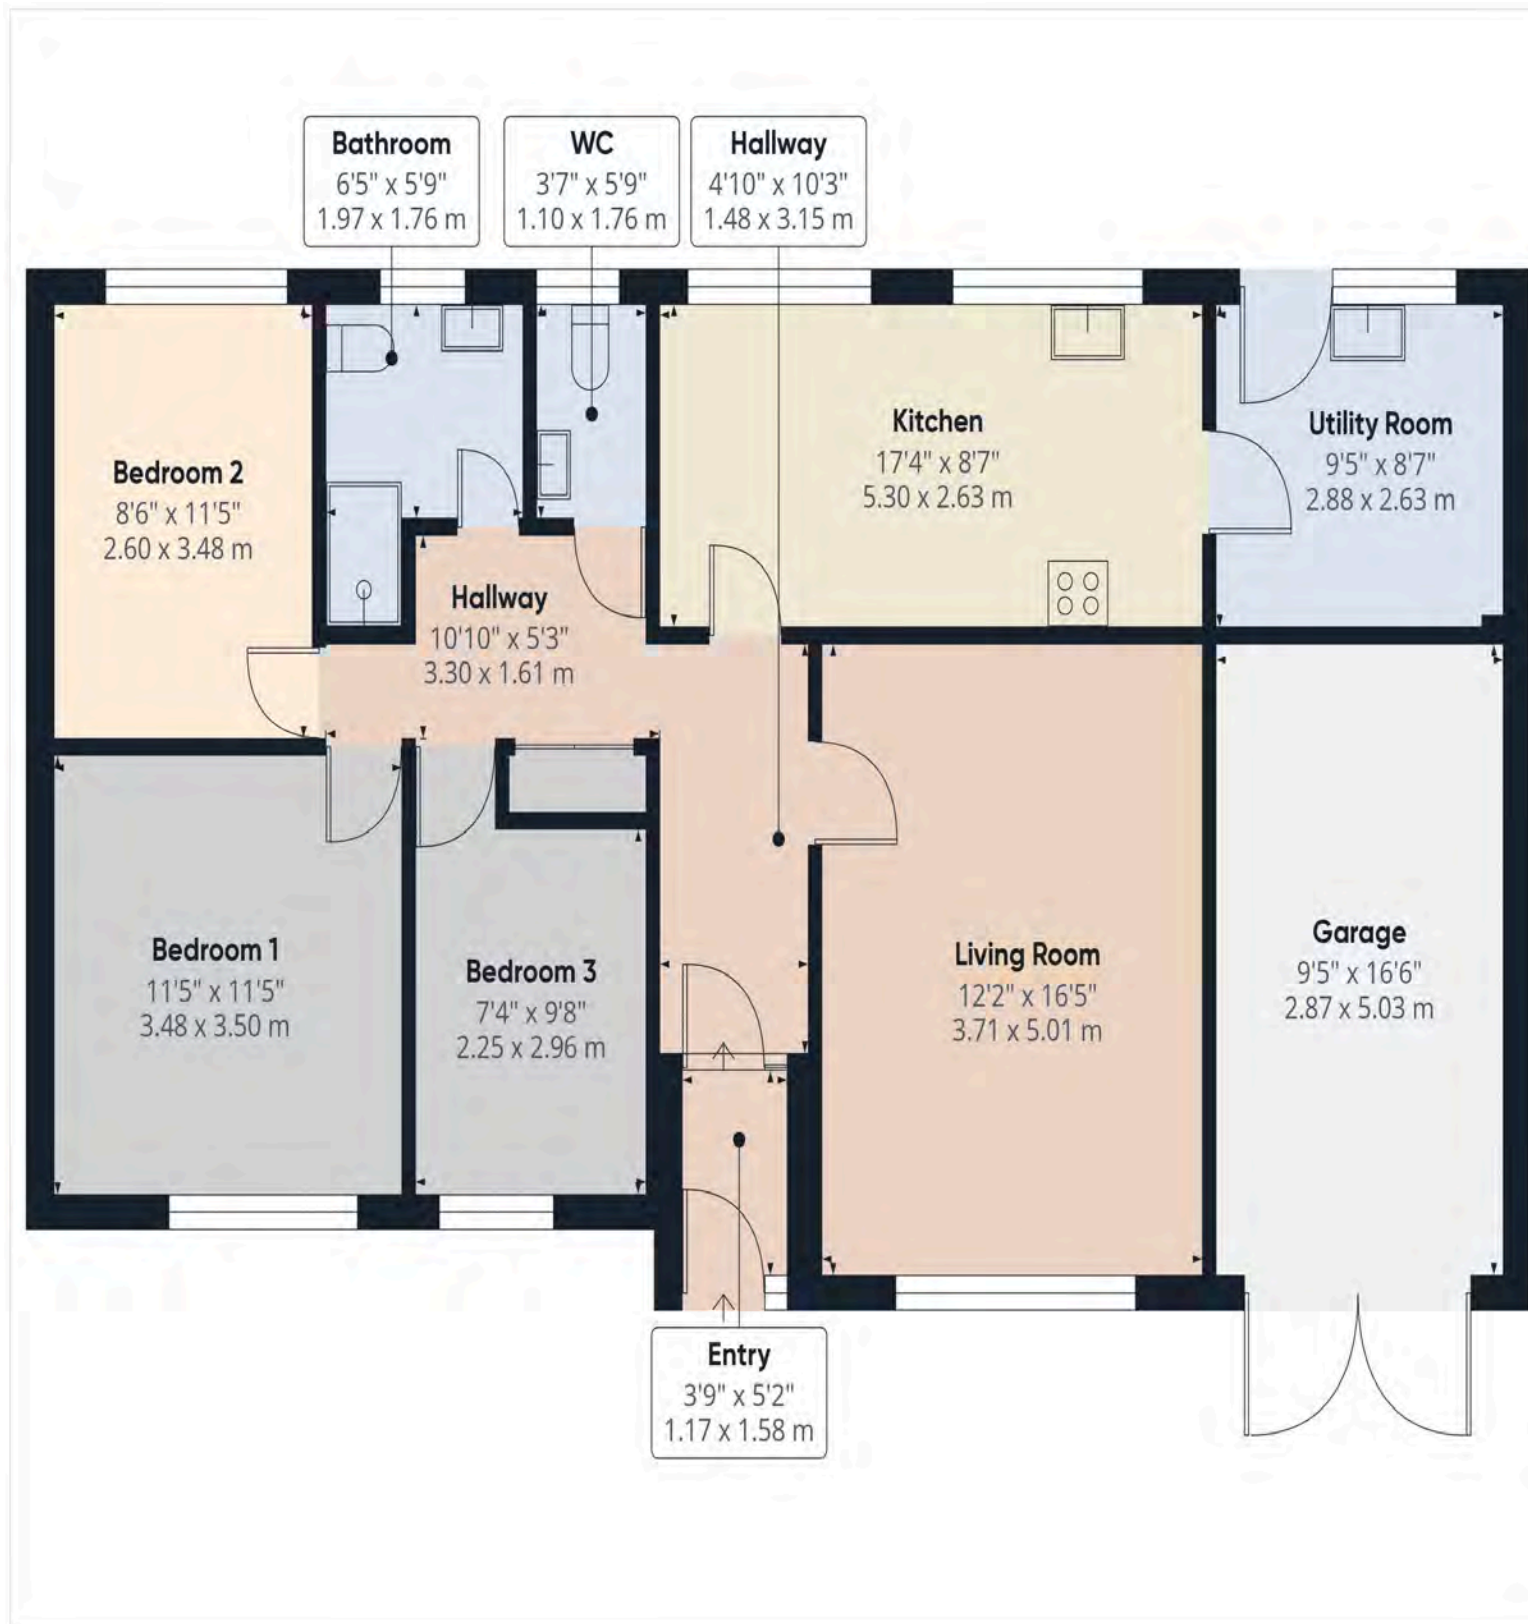 Bathroom
6'5" x 5'9"
1.97 x 1.76 m
WC
3'7" x 5'9"
1.10 x 1.76 m
Hallway
4'10" x 10'3"
1.48 x 3.15 m
Bedroom 2
8'6" x 11'5"
2.60 x 3.48 m
Kitchen
17'4" x 8'7"
5.30 x 2.63 m
Utility Room
9'5" x 8'7"
2.88 x 2.63 m
Hallway
10'10" x 5'3"
3.30 x 1.61 m
Bedroom 1
11'5" x 11'5"
3.48 x 3.50 m
Bedroom 3
7'4" x 9'8"
2.25 x 2.96 m
Living Room
12'2" x 16'5"
3.71 x 5.01 m
Garage
9'5" x 16'6"
2.87 x 5.03 m
Entry
3'9" x 5'2"
1.17 x 1.58 m